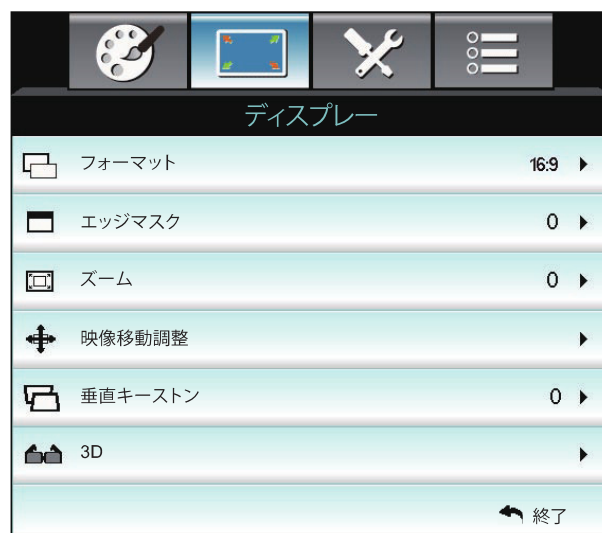 ディスプレー
フォーマット 16:9
エッジマスク 0
ズーム 0
映像移動調整
垂直キーストン 0
3D
終了